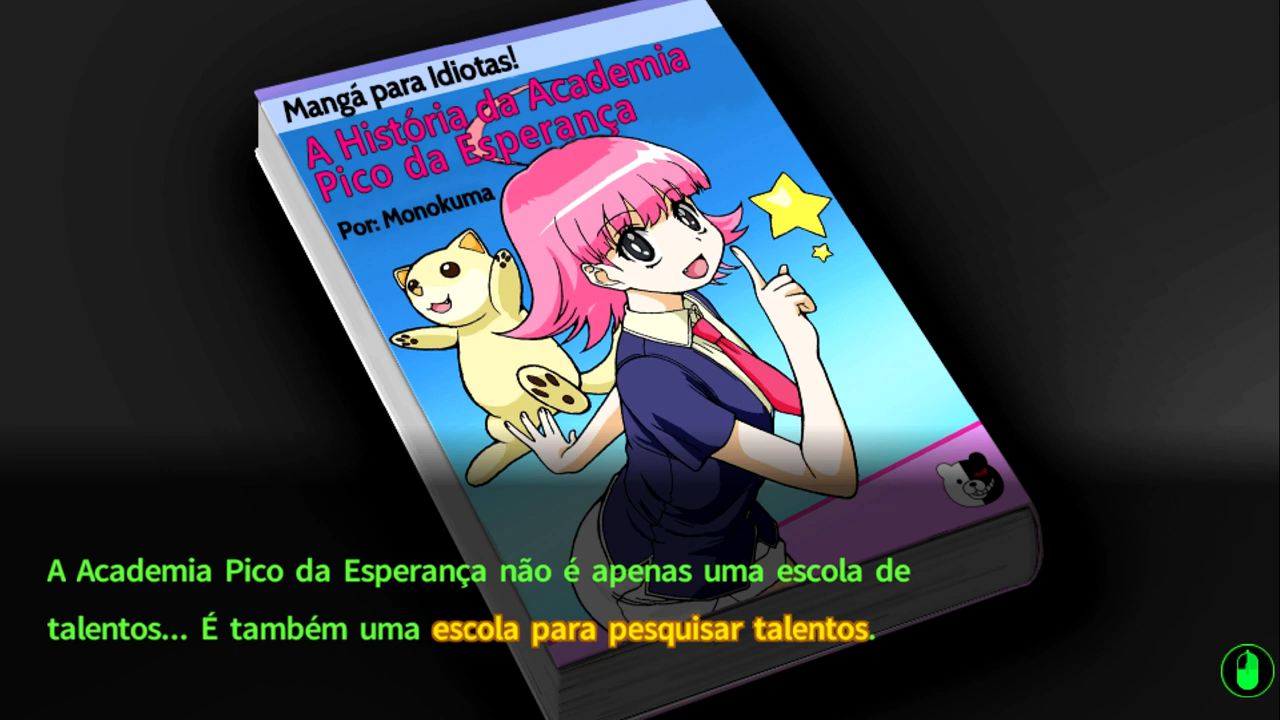 Mangá para Idiotas!
A História da Academia
Pico da Esperança
Por: Monokuma
A Academia Pico da Esperança não é apenas uma escola de
talentos... É também uma escola para pesquisar talentos.